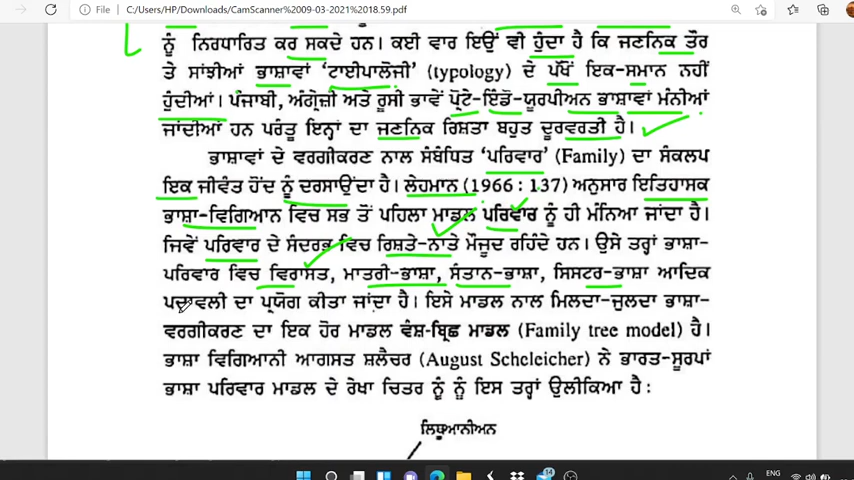 File
C:/Users/HP/Downloads/CamScanner%2009-03-2021%2018.59.pdf
ਨੂੰ ਨਿਰਧਾਰਿਤ ਕਰ ਸਕਦੇ ਹਨ। ਕਈ ਵਾਰ ਇਉਂ ਵੀ ਹੁੰਦਾ ਹੈ ਕਿ ਜਣਨਿਕ ਤੌਰ
ਤੇ ਸਾਂਝੀਆਂ ਭਾਸ਼ਾਵਾਂ ‘ਟਾਈਪਾਲੋਜੀ’ (typology) ਦੇ ਪੱਖੋਂ ਇਕ-ਸਮਾਨ ਨਹੀਂ
ਹੁੰਦੀਆਂ। ਪੰਜਾਬੀ, ਅੰਗ੍ਰੇਜ਼ੀ ਅਤੇ ਰੂਸੀ ਭਾਵੇਂ ਪ੍ਰੋਟੋ-ਇੰਡੋ-ਯੂਰਪੀਅਨ ਭਾਸ਼ਾਵਾਂ ਮੰਨੀਆਂ
ਜਾਂਦੀਆਂ ਹਨ ਪਰੰਤੂ ਇਨ੍ਹਾਂ ਦਾ ਜਣਨਿਕ ਰਿਸ਼ਤਾ ਬਹੁਤ ਦੂਰਵਰਤੀ ਹੈ।
ਭਾਸ਼ਾਵਾਂ ਦੇ ਵਰਗੀਕਰਣ ਨਾਲ ਸੰਬੰਧਿਤ ‘ਪਰਿਵਾਰ’ (Family) ਦਾ ਸੰਕਲਪ
ਇਕ ਜੀਵੰਤ ਹੋਂਦ ਨੂੰ ਦਰਸਾਉਂਦਾ ਹੈ। ਲੇਹਮਾਨ (1966 : 137) ਅਨੁਸਾਰ ਇਤਿਹਾਸਕ
ਭਾਸ਼ਾ-ਵਿਗਿਆਨ ਵਿਚ ਸਭ ਤੋਂ ਪਹਿਲਾ ਮਾਡਲ ਪਰਿਵਾਰ ਨੂੰ ਹੀ ਮੰਨਿਆ ਜਾਂਦਾ ਹੈ।
ਜਿਵੇਂ ਪਰਿਵਾਰ ਦੇ ਸੰਦਰਭ ਵਿਚ ਰਿਸ਼ਤੇ-ਨਾਤੇ ਮੌਜੂਦ ਰਹਿੰਦੇ ਹਨ। ਉਸੇ ਤਰ੍ਹਾਂ ਭਾਸ਼ਾ-
ਪਰਿਵਾਰ ਵਿਚ ਵਿਰਾਸਤ, ਮਾਤਰੀ-ਭਾਸ਼ਾ, ਸੰਤਾਨ-ਭਾਸ਼ਾ, ਸਿਸਟਰ-ਭਾਸ਼ਾ ਆਦਿਕ
ਪਦਾਵਲੀ ਦਾ ਪ੍ਰਯੋਗ ਕੀਤਾ ਜਾਂਦਾ ਹੈ। ਇਸੇ ਮਾਡਲ ਨਾਲ ਮਿਲਦਾ-ਜੁਲਦਾ ਭਾਸ਼ਾ-
ਵਰਗੀਕਰਣ ਦਾ ਇਕ ਹੋਰ ਮਾਡਲ ਵੰਸ਼-ਬ੍ਰਿਛ ਮਾਡਲ (Family tree model) ਹੈ।
ਭਾਸ਼ਾ ਵਿਗਿਆਨੀ ਆਗਸਤ ਸ਼ਲੈਚਰ (August Scheleicher) ਨੇ ਭਾਰਤ-ਯੂਰਪਾਂ
ਭਾਸ਼ਾ ਪਰਿਵਾਰ ਮਾਡਲ ਦੇ ਰੇਖਾ ਚਿਤਰ ਨੂੰ ਨੂੰ ਇਸ ਤਰ੍ਹਾਂ ਉਲੀਕਿਆ ਹੈ :
ਲਿਥੂਆਨੀਅਨ
14
ENG